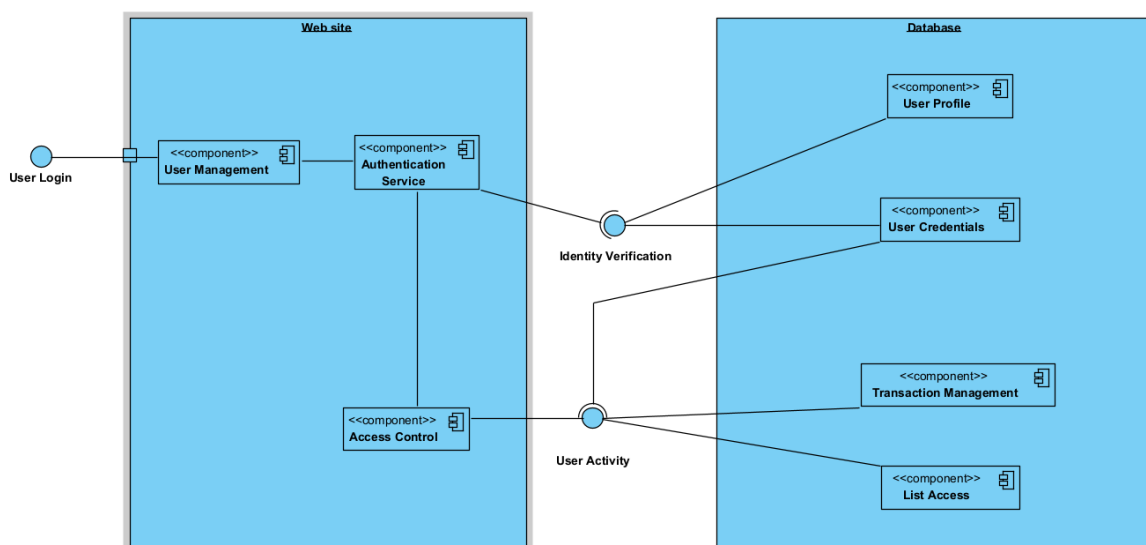 Web site
Database
<<component>>
User Profile
<<component>>
User Management
<<component>>
Authentication
Service
User Login
<<component>>
User Credentials
Identity Verification
<<component>>
Transaction Management
<<component>>
Access Control
User Activity
<<component>>
List Access